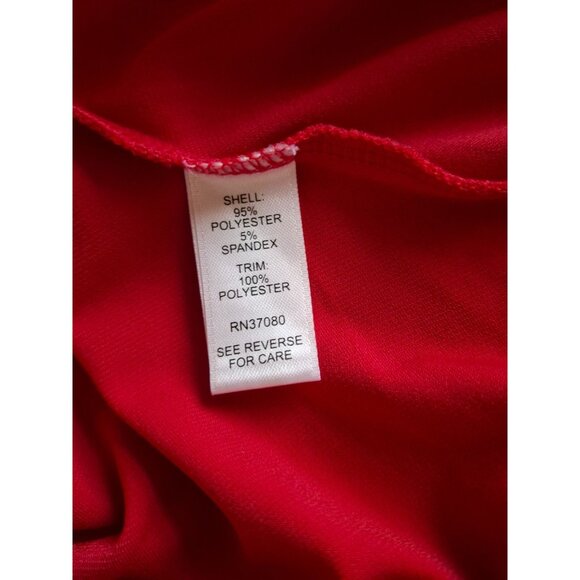 SHELL:
95%
POLYESTER
5%
SPANDEX
TRIM:
100%
POLYESTER
RN37080
SEE REVERSE
FOR CARE